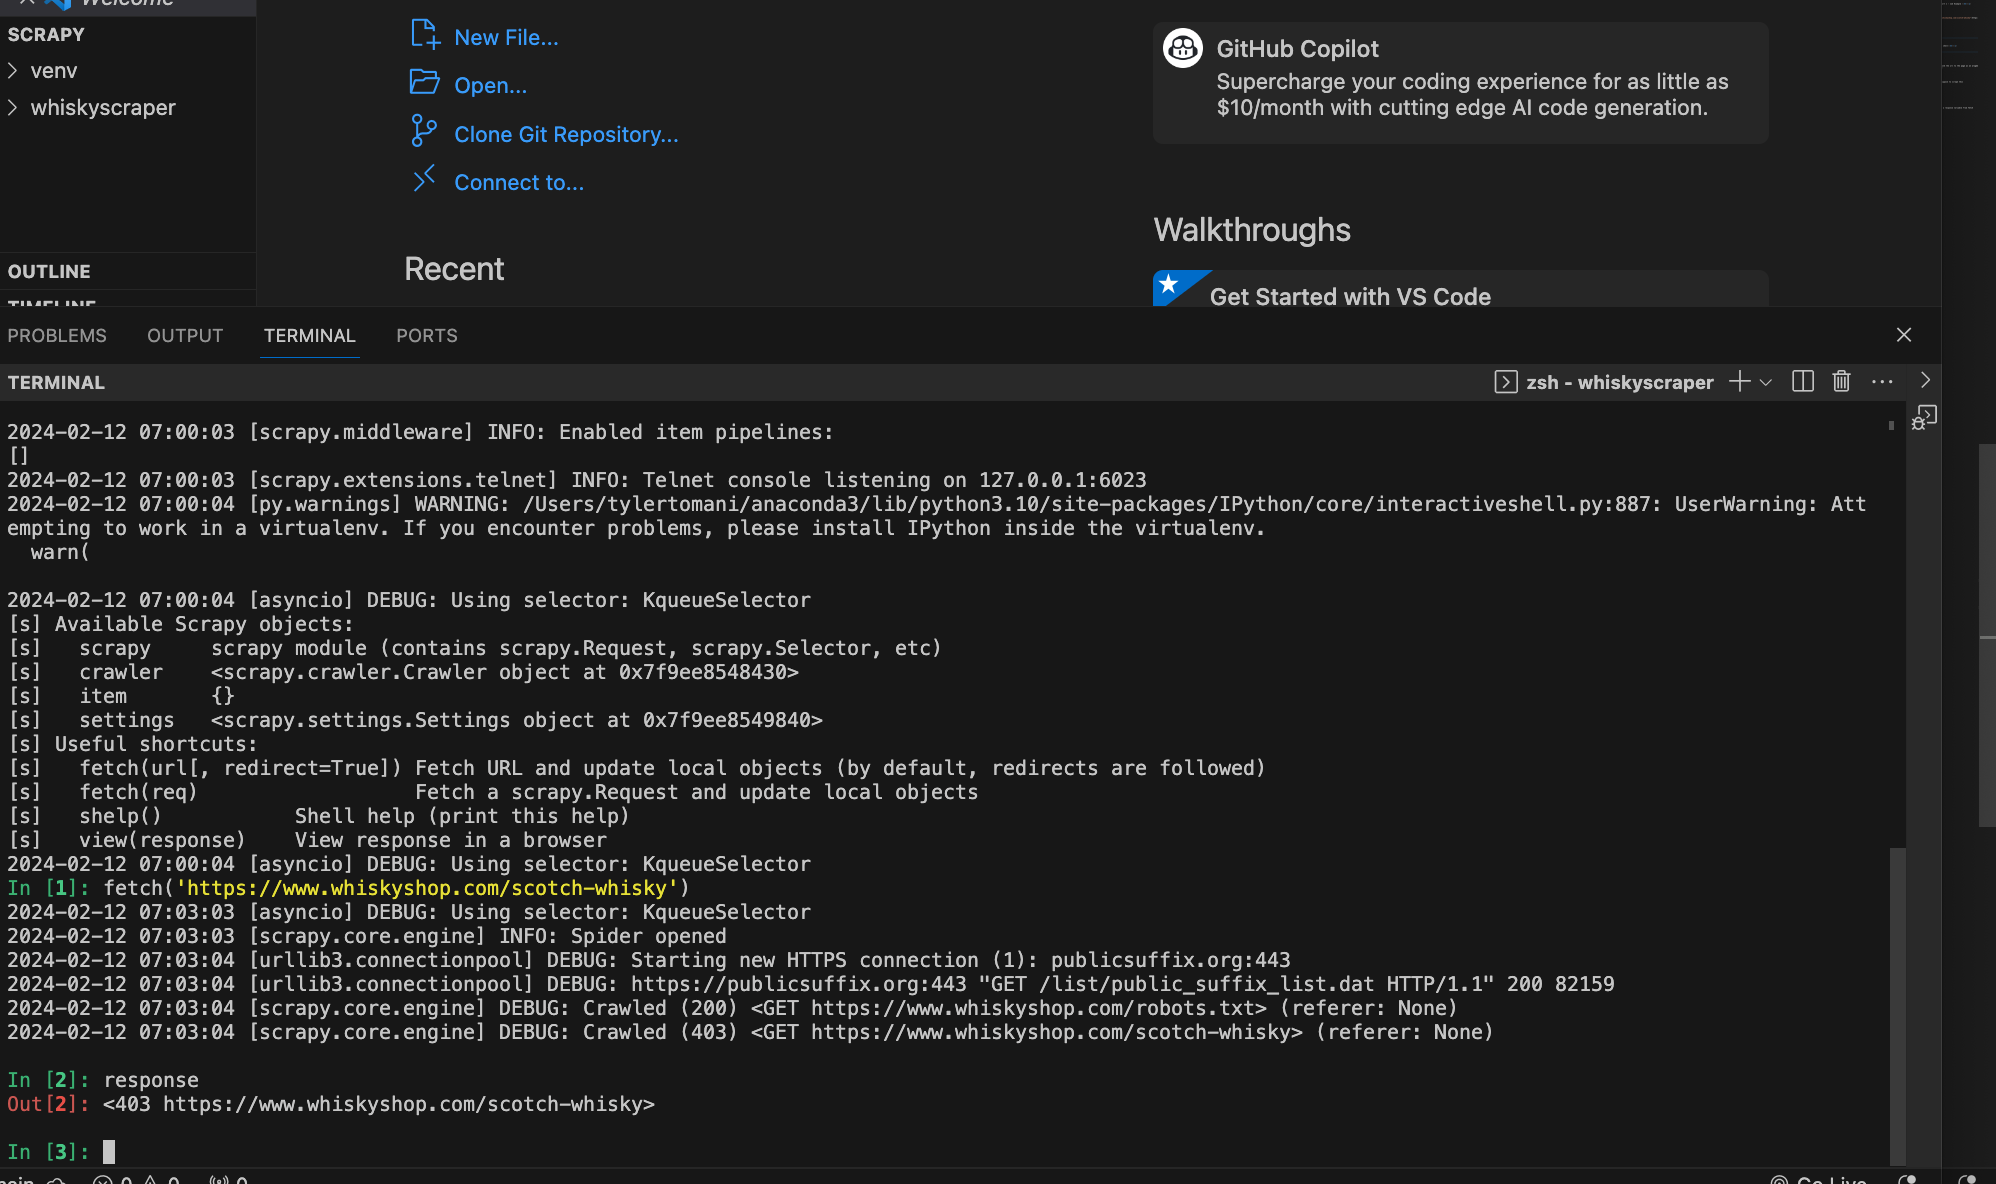 Welcome
SCRAPY
venv
whiskyscraper
OUTLINE
TIMELINE
New File...
Open...
Clone Git Repository...
Connect to...
Recent
GitHub Copilot
Supercharge your coding experience for as little as
$10/month with cutting edge AI code generation.
Walkthroughs
Get Started with VS Code
PROBLEMS OUTPUT TERMINAL PORTS
TERMINAL
zsh - whiskyscraper
2024-02-12 07:00:03 [scrapy.middleware] INFO: Enabled item pipelines:
[]
2024-02-12 07:00:03 [scrapy.extensions.telnet] INFO: Telnet console listening on 127.0.0.1:6023
2024-02-12 07:00:04 [py.warnings] WARNING: /Users/tylertomani/anaconda3/lib/python3.10/site-packages/IPython/core/interactiveshell.py:887: UserWarning: Att
empting to work in a virtualenv. If you encounter problems, please install IPython inside the virtualenv.
  warn(
2024-02-12 07:00:04 [asyncio] DEBUG: Using selector: KqueueSelector
[s] Available Scrapy objects:
[s]   scrapy     scrapy module (contains scrapy.Request, scrapy.Selector, etc)
[s]   crawler    <scrapy.crawler.Crawler object at 0x7f9ee8548430>
[s]   item       {}
[s]   settings   <scrapy.settings.Settings object at 0x7f9ee8549840>
[s] Useful shortcuts:
[s]   fetch(url[, redirect=True]) Fetch URL and update local objects (by default, redirects are followed)
[s]   fetch(req)                  Fetch a scrapy.Request and update local objects
[s]   shelp()           Shell help (print this help)
[s]   view(response)    View response in a browser
2024-02-12 07:00:04 [asyncio] DEBUG: Using selector: KqueueSelector
In [1]: fetch('https://www.whiskyshop.com/scotch-whisky')
2024-02-12 07:03:03 [asyncio] DEBUG: Using selector: KqueueSelector
2024-02-12 07:03:03 [scrapy.core.engine] INFO: Spider opened
2024-02-12 07:03:04 [urllib3.connectionpool] DEBUG: Starting new HTTPS connection (1): publicsuffix.org:443
2024-02-12 07:03:04 [urllib3.connectionpool] DEBUG: https://publicsuffix.org:443 "GET /list/public_suffix_list.dat HTTP/1.1" 200 82159
2024-02-12 07:03:04 [scrapy.core.engine] DEBUG: Crawled (200) <GET https://www.whiskyshop.com/robots.txt> (referer: None)
2024-02-12 07:03:04 [scrapy.core.engine] DEBUG: Crawled (403) <GET https://www.whiskyshop.com/scotch-whisky> (referer: None)
In [2]: response
Out[2]: <403 https://www.whiskyshop.com/scotch-whisky>
In [3]:
0 0 0 Go Live